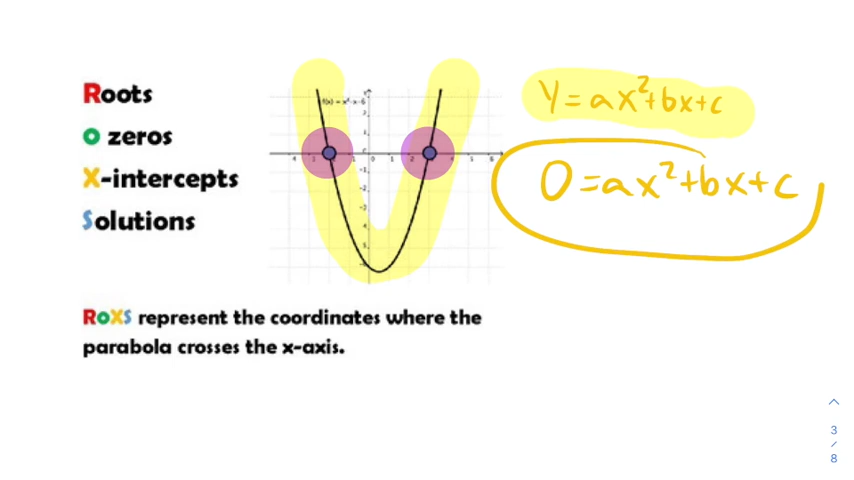 Roots
o zeros
X-intercepts
Solutions
f(x) = x²-x-6
Y=ax²+bx+c
0=ax²+bx+c
RoXS represent the coordinates where the
parabola crosses the x-axis.
3
/
8